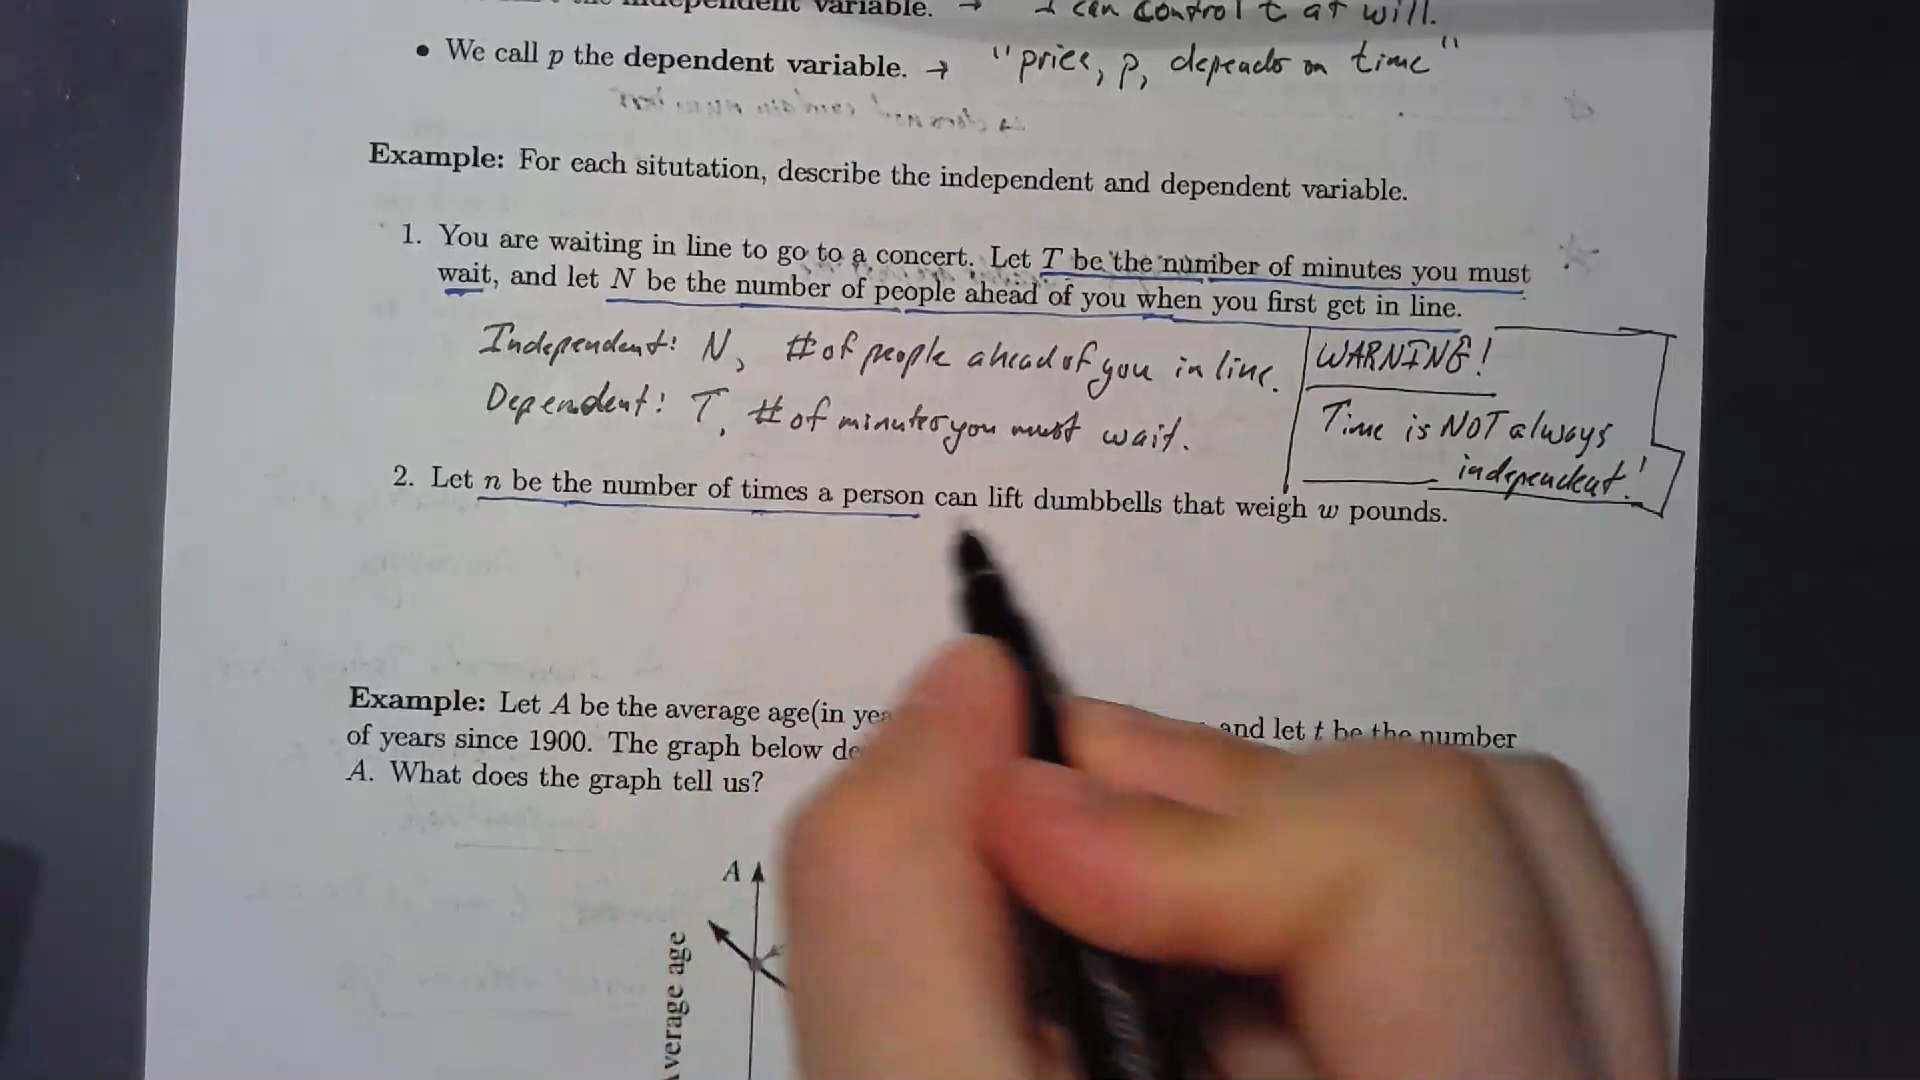 independent variable. → I can control t at will.
• We call p the dependent variable. → "price, p, depends on time"
Example: For each situtation, describe the independent and dependent variable.
1. You are waiting in line to go to a concert. Let T be the number of minutes you must
wait, and let N be the number of people ahead of you when you first get in line.
Independent: N, # of people ahead of you in line.
Dependent: T, # of minutes you must wait.
WARNING!
Time is NOT always
independent!
2. Let n be the number of times a person can lift dumbbells that weigh w pounds.
Example: Let A be the average age(in and let t be the number
of years since 1900. The graph below
A. What does the graph tell us?
A
age